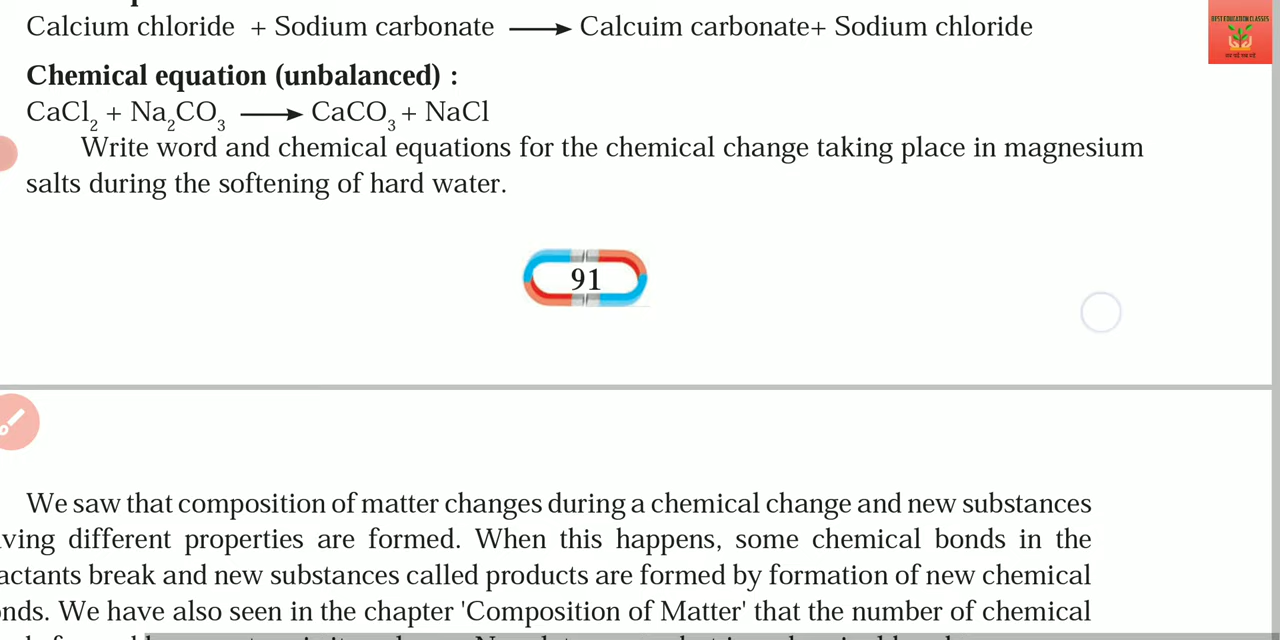 Calcium chloride + Sodium carbonate ⟶ Calcuim carbonate+ Sodium chloride
BEST EDUCATION CLASSES
Chemical equation (unbalanced) :
CaCl₂ + Na₂CO₃ ⟶ CaCO₃ + NaCl
Write word and chemical equations for the chemical change taking place in magnesium
salts during the softening of hard water.
91
We saw that composition of matter changes during a chemical change and new substances
ving different properties are formed. When this happens, some chemical bonds in the
actants break and new substances called products are formed by formation of new chemical
nds. We have also seen in the chapter 'Composition of Matter' that the number of chemical